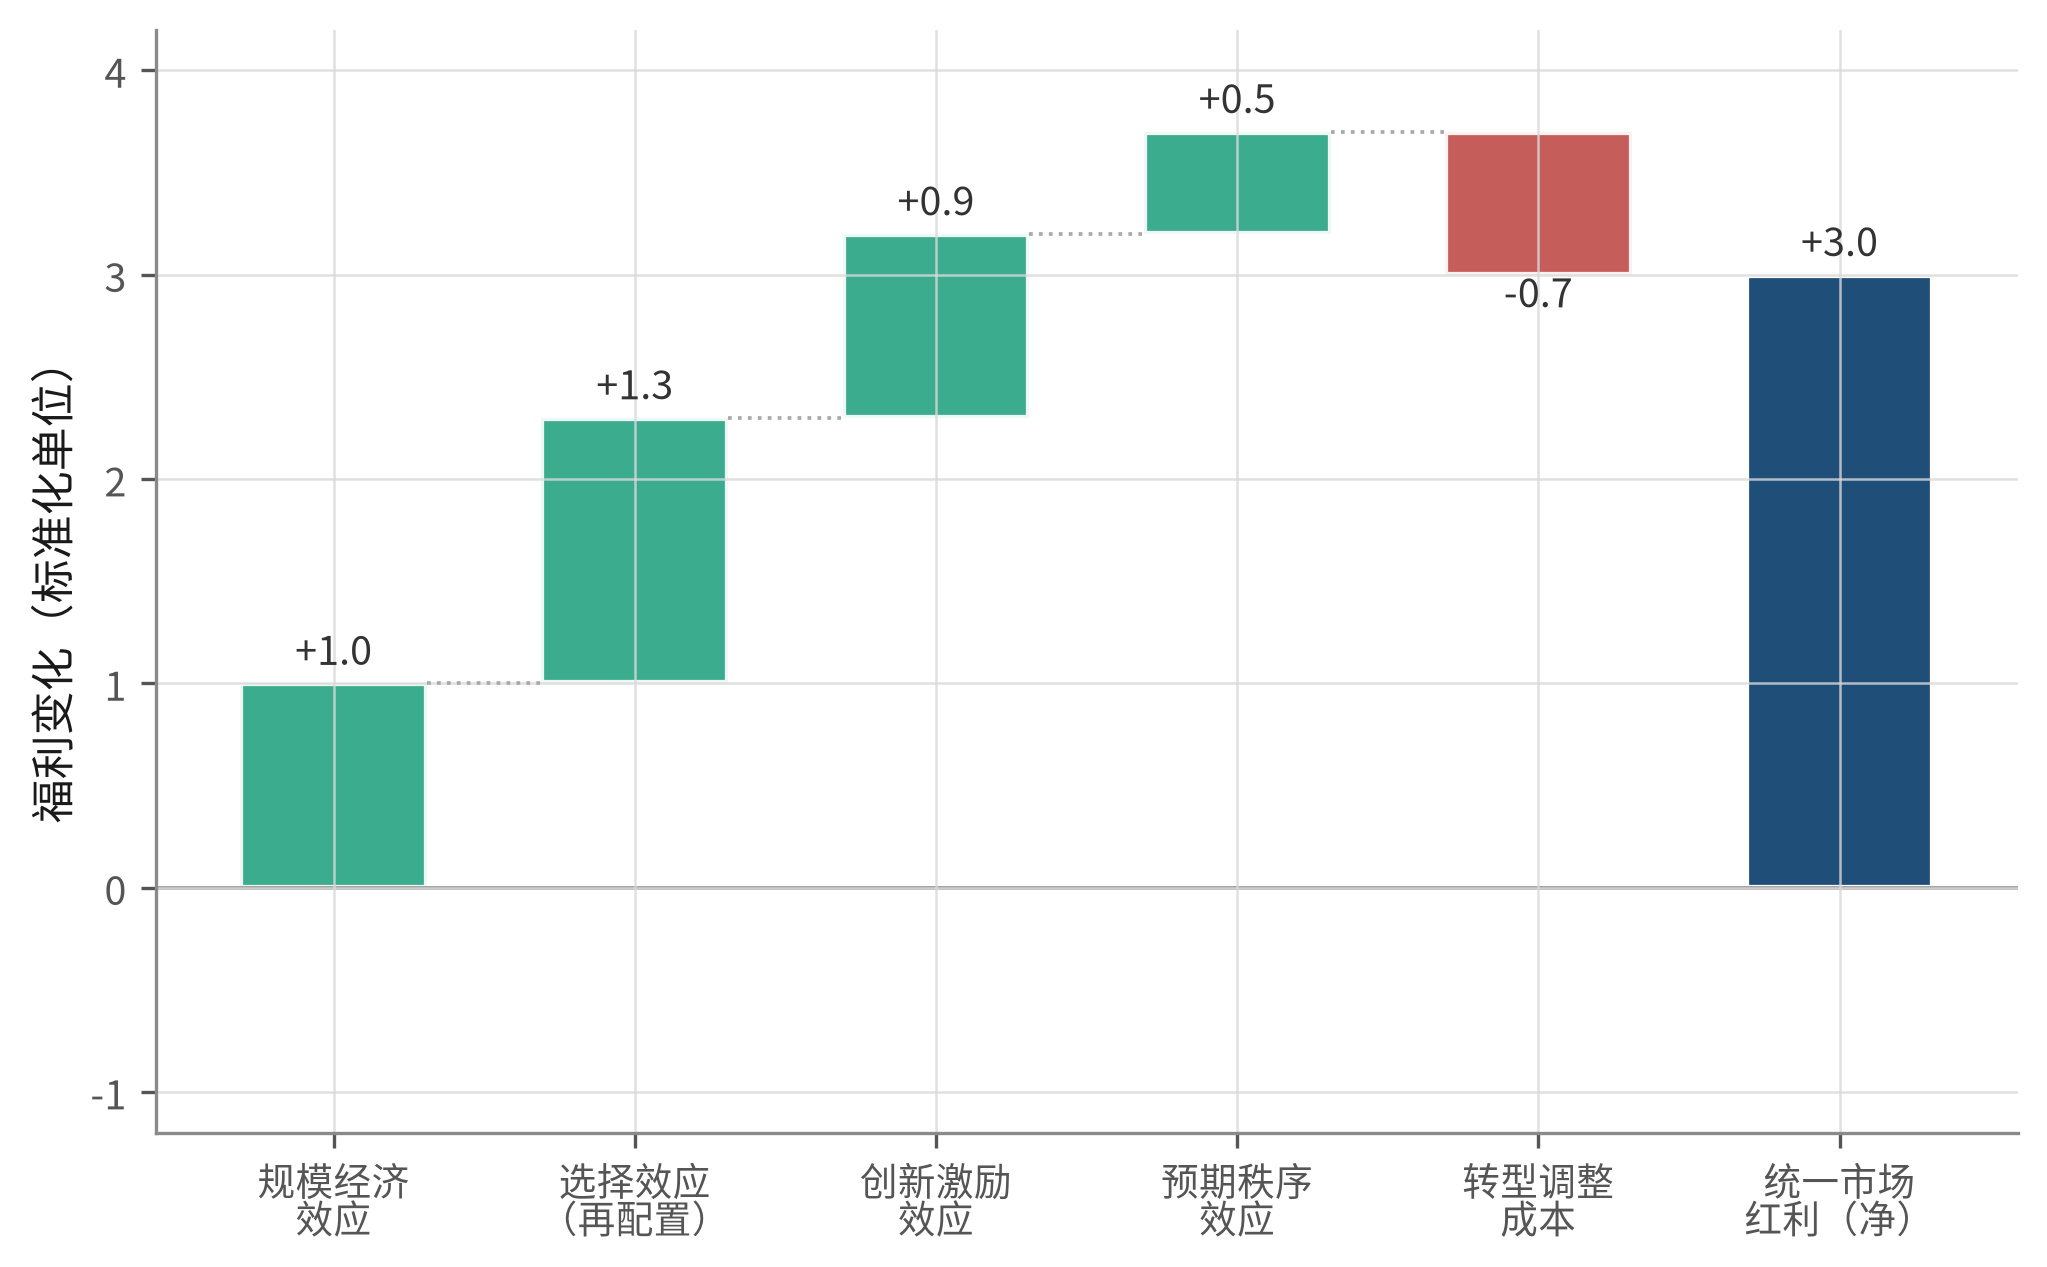 福利变化（标准化单位）
4
3
2
1
0
-1
+1.0
+1.3
+0.9
+0.5
-0.7
+3.0
规模经济
效应
选择效应
（再配置）
创新激励
效应
预期秩序
效应
转型调整
成本
统一市场
红利（净）